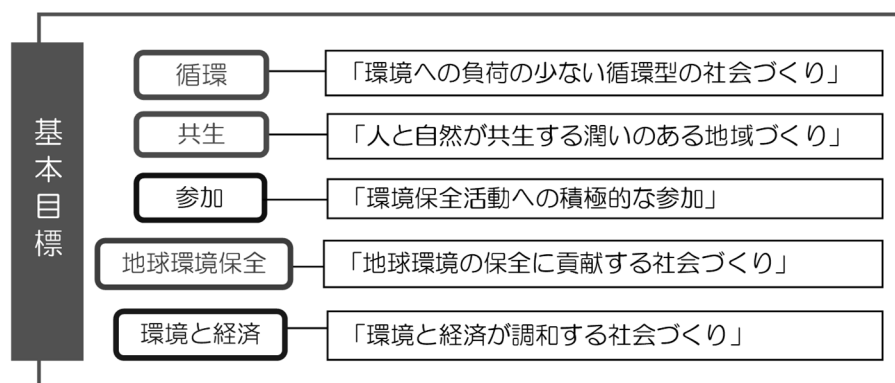 基本目標
循環
「環境への負荷の少ない循環型の社会づくり」
共生
「人と自然が共生する潤いのある地域づくり」
参加
「環境保全活動への積極的な参加」
地球環境保全
「地球環境の保全に貢献する社会づくり」
環境と経済
「環境と経済が調和する社会づくり」